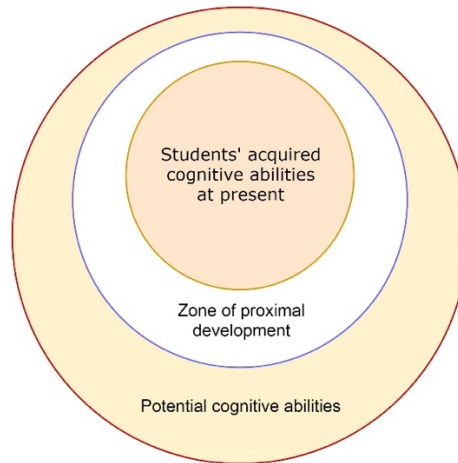 Students' acquired
cognitive abilities
at present
Zone of proximal
development
Potential cognitive abilities